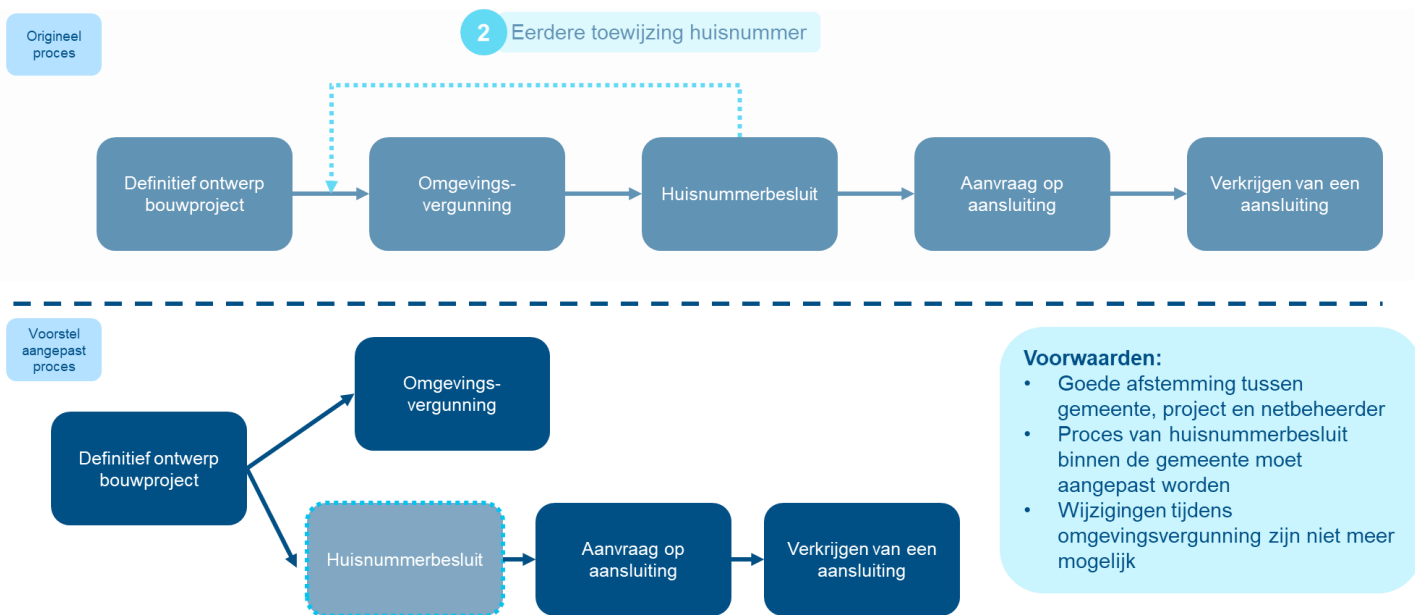 Origineel
proces
2 Eerdere toewijzing huisnummer
Definitief ontwerp
bouwproject
Omgevings-
vergunning
Huisnummerbesluit
Aanvraag op
aansluiting
Verkrijgen van een
aansluiting
Voorstel
aangepast
proces
Definitief ontwerp
bouwproject
Omgevings-
vergunning
Huisnummerbesluit
Aanvraag op
aansluiting
Verkrijgen van een
aansluiting
Voorwaarden:
• Goede afstemming tussen
gemeente, project en netbeheerder
• Proces van huisnummerbesluit
binnen de gemeente moet
aangepast worden
• Wijzigingen tijdens
omgevingsvergunning zijn niet meer
mogelijk